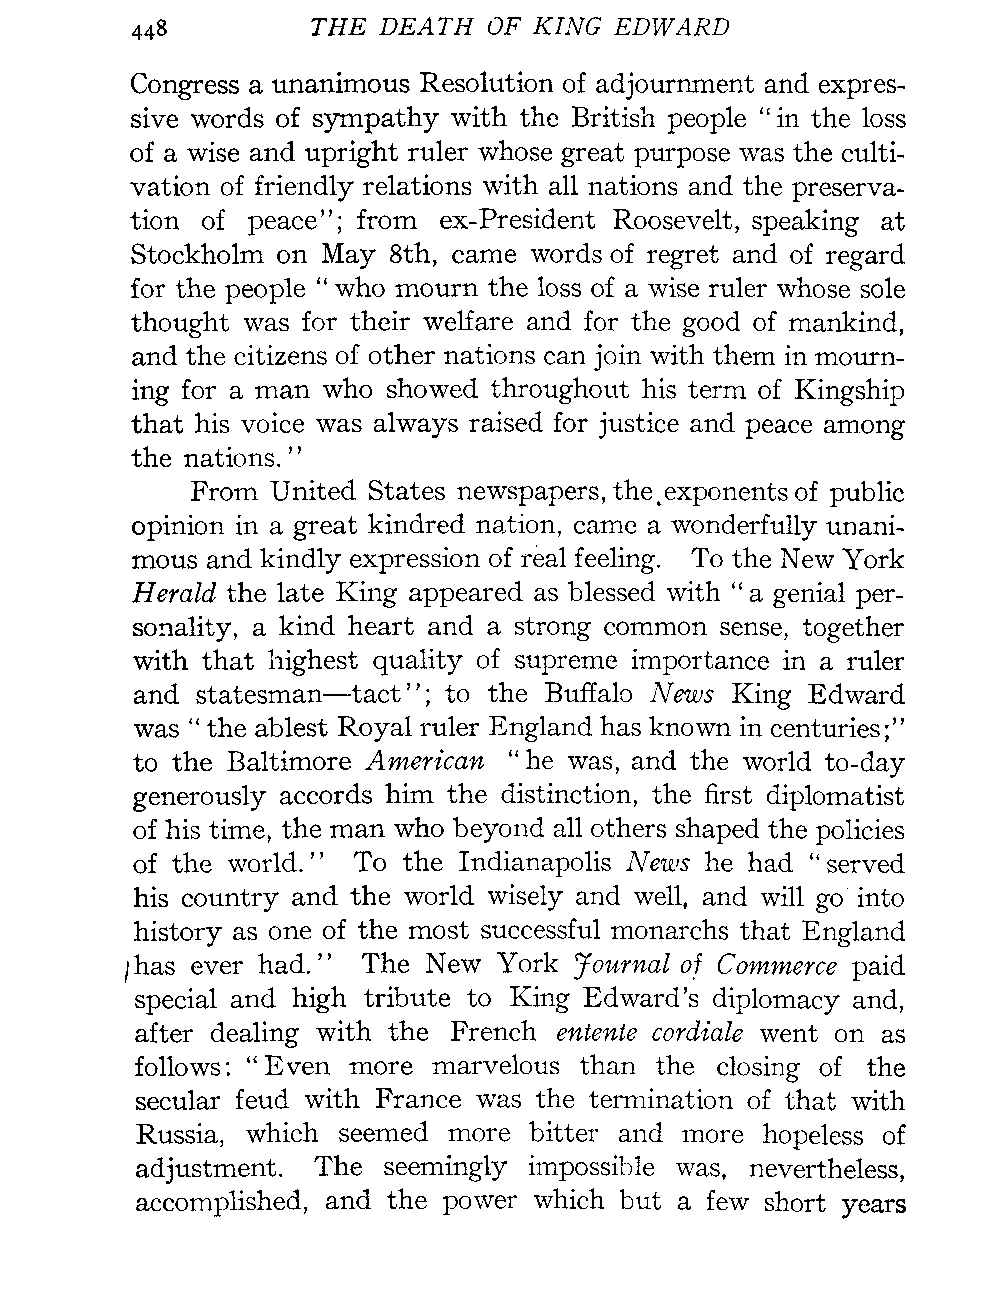 448 THE DEATH OF KING EDWARD
Congress a unanimous Resolution of adjournment and expres-
sive words of sympathy with the British people “in the loss
of a wise and upright ruler whose great purpose was the culti-
vation of friendly relations with all nations and the preserva-
tion of peace”; from ex-President Roosevelt, speaking at
Stockholm on May 8th, came words of regret and of regard
for the people “who mourn the loss of a wise ruler whose sole
thought was for their welfare and for the good of mankind,
and the citizens of other nations can join with them in mourn-
ing for a man who showed throughout his term of Kingship
that his voice was always raised for justice and peace among
the nations.”
From United States newspapers, the exponents of public
opinion in a great kindred nation, came a wonderfully unani-
mous and kindly expression of real feeling. To the New York
Herald the late King appeared as blessed with “a genial per-
sonality, a kind heart and a strong common sense, together
with that highest quality of supreme importance in a ruler
and statesman—tact”; to the Buffalo News King Edward
was “the ablest Royal ruler England has known in centuries;”
to the Baltimore American “he was, and the world to-day
generously accords him the distinction, the first diplomatist
of his time, the man who beyond all others shaped the policies
of the world.” To the Indianapolis News he had “served
his country and the world wisely and well, and will go into
history as one of the most successful monarchs that England
has ever had.” The New York Journal of Commerce paid
special and high tribute to King Edward’s diplomacy and,
after dealing with the French entente cordiale went on as
follows: “Even more marvelous than the closing of the
secular feud with France was the termination of that with
Russia, which seemed more bitter and more hopeless of
adjustment. The seemingly impossible was, nevertheless,
accomplished, and the power which but a few short years